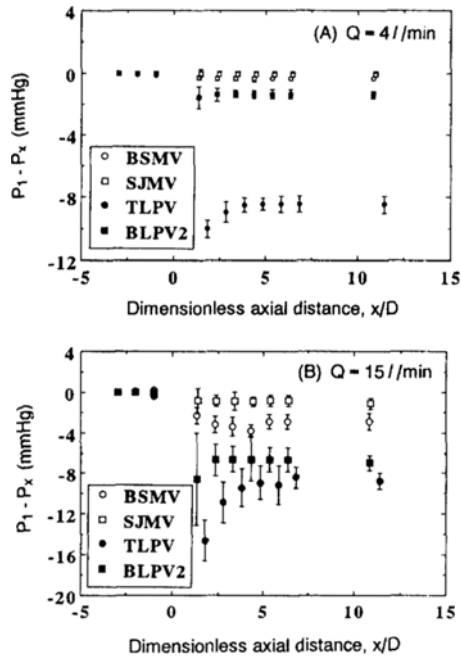 (A) Q = 4 l/min
4
0
-4
-8
-12
P1 - Px (mmHg)
BSMV
SJMV
TLPV
BLPV2
-5 0 5 10 15
Dimensionless axial distance, x/D
(B) Q = 15 l/min
4
0
-4
-8
-12
-16
-20
P1 - Px (mmHg)
BSMV
SJMV
TLPV
BLPV2
-5 0 5 10 15
Dimensionless axial distance, x/D